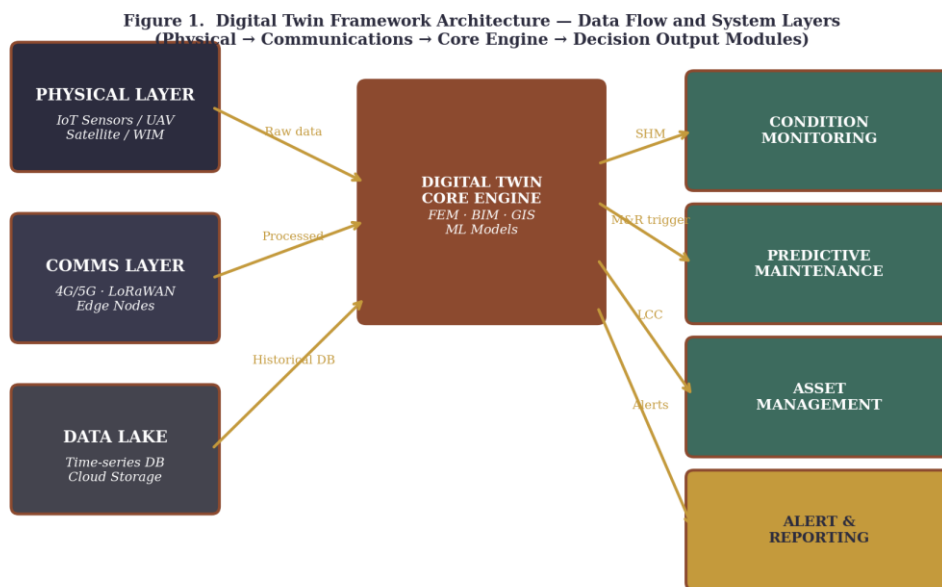 Figure 1.  Digital Twin Framework Architecture — Data Flow and System Layers
(Physical → Communications → Core Engine → Decision Output Modules)
PHYSICAL LAYER
IoT Sensors / UAV
Satellite / WIM
COMMS LAYER
4G/5G · LoRaWAN
Edge Nodes
DATA LAKE
Time-series DB
Cloud Storage
Raw data
Processed
Historical DB
DIGITAL TWIN
CORE ENGINE
FEM · BIM · GIS
ML Models
SHM
M&R trigger
LCC
Alerts
CONDITION
MONITORING
PREDICTIVE
MAINTENANCE
ASSET
MANAGEMENT
ALERT &
REPORTING